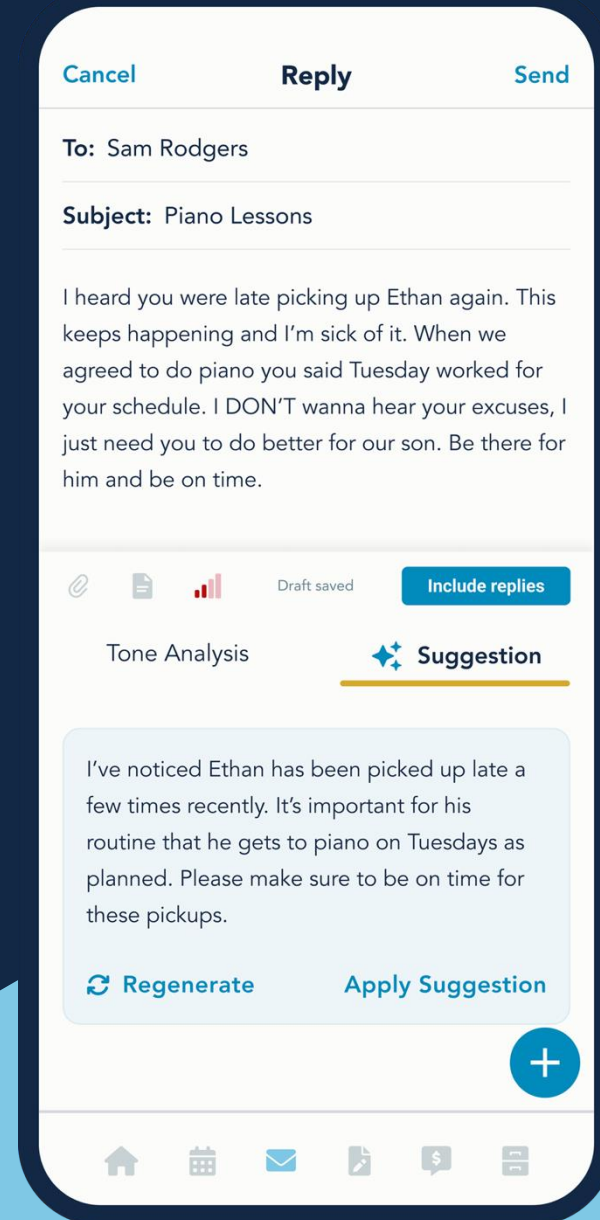 Cancel Reply Send
To: Sam Rodgers
Subject: Piano Lessons
I heard you were late picking up Ethan again. This
keeps happening and I’m sick of it. When we
agreed to do piano you said Tuesday worked for
your schedule. I DON’T wanna hear your excuses, I
just need you to do better for our son. Be there for
him and be on time.
Draft saved Include replies
Tone Analysis Suggestion
I’ve noticed Ethan has been picked up late a
few times recently. It’s important for his
routine that he gets to piano on Tuesdays as
planned. Please make sure to be on time for
these pickups.
Regenerate Apply Suggestion